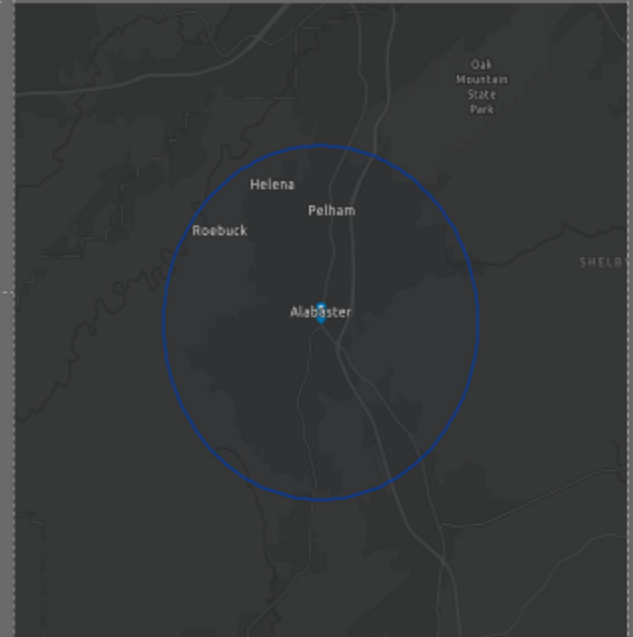 Oak
Mountain
State
Park
Helena
Pelham
Roebuck
SHELB
Alabaster